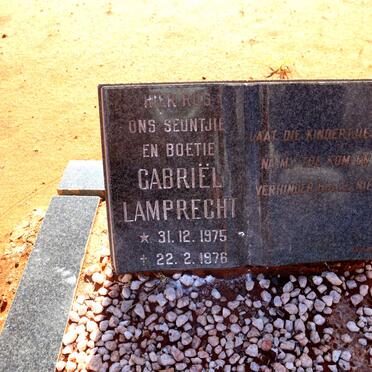 HIER RUS
ONS SEUNTJIE
EN BOETIE
GABRIËL
LAMPRECHT
* 31. 12. 1975
+ 22. 2. 1976
LAAT DIE KINDERTJIE
NA MY TOE KOM EN
VERHINDER HULLE NIE